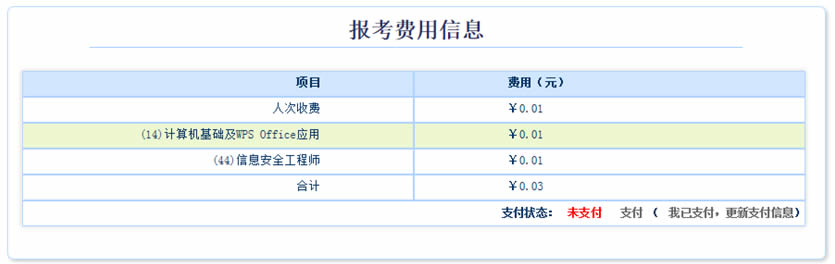 报考费用信息
项目 费用（元）
人次收费 ￥0.01
(14)计算机基础及WPS Office应用 ￥0.01
(44)信息安全工程师 ￥0.01
合计 ￥0.03
支付状态： 未支付 支付 ( 我已支付，更新支付信息)